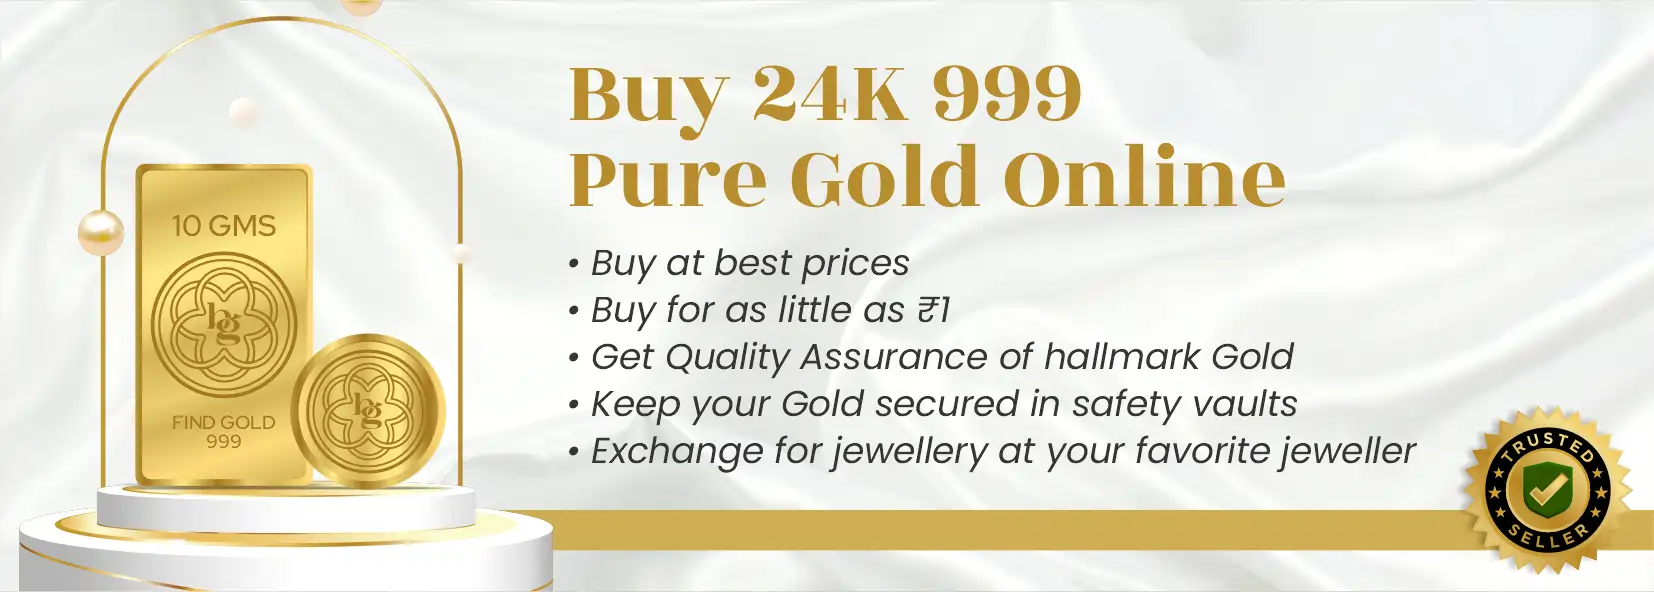 Buy 24K 999
Pure Gold Online
• Buy at best prices
• Buy for as little as ₹1
• Get Quality Assurance of hallmark Gold
• Keep your Gold secured in safety vaults
• Exchange for jewellery at your favorite jeweller
10 GMS
hg
FIND GOLD
999
hg
TRUSTED
SELLER